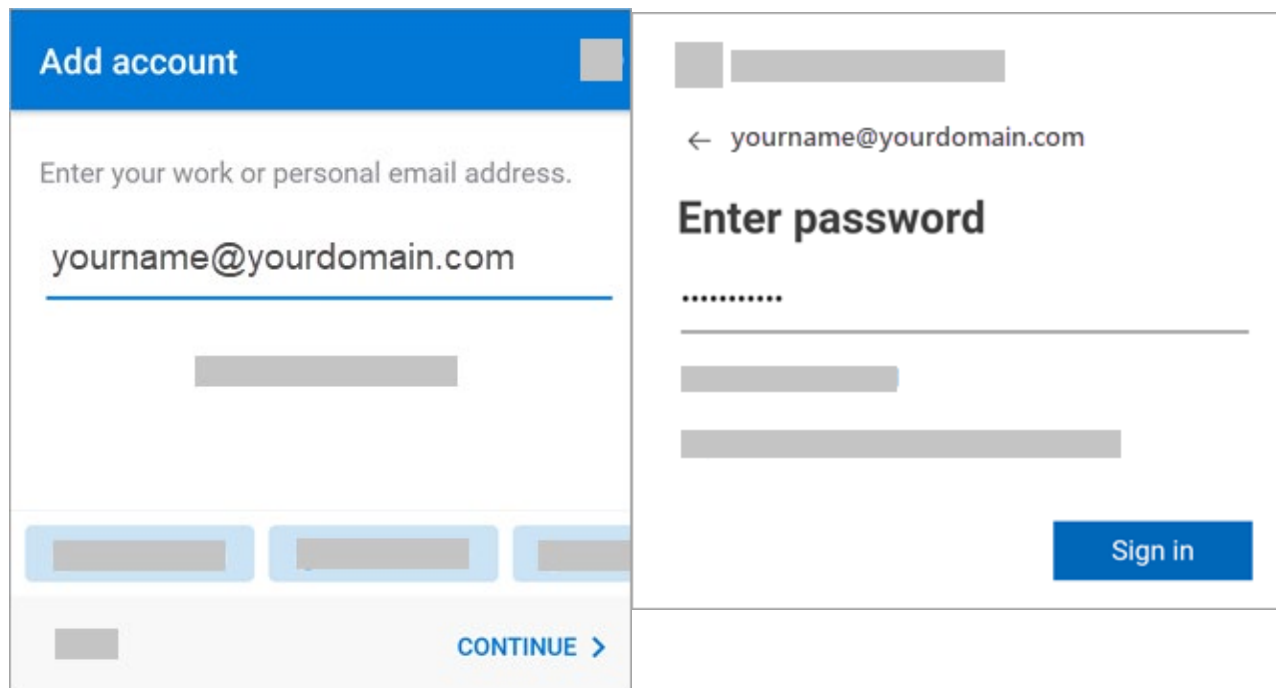 Add account
Enter your work or personal email address.
yourname@yourdomain.com
CONTINUE
← yourname@yourdomain.com
Enter password
•••••••••••
Sign in